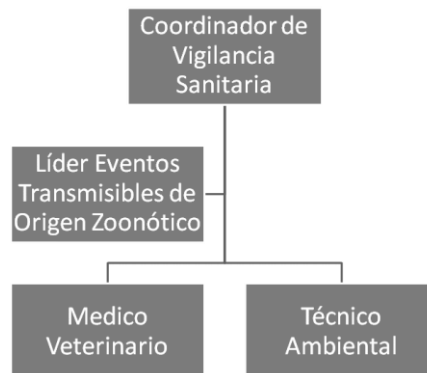 Coordinador de
Vigilancia
Sanitaria
Líder Eventos
Transmisibles de
Origen Zoonótico
Medico
Veterinario
Técnico
Ambiental